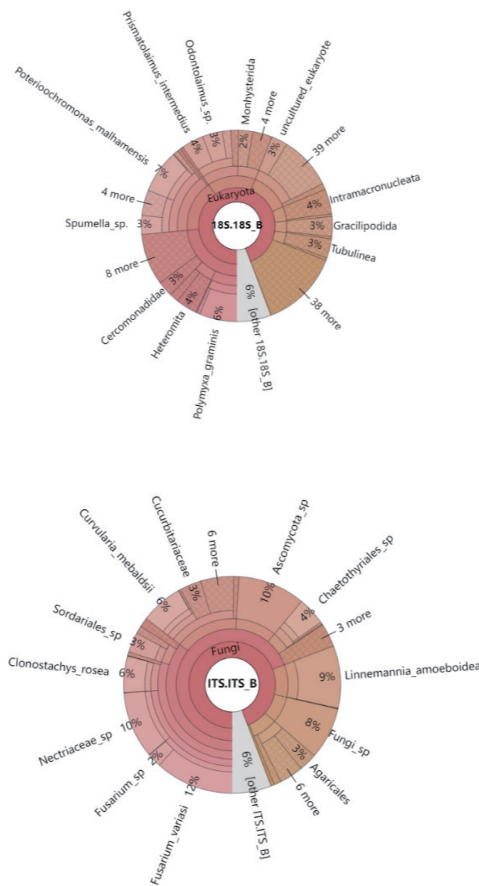 Prismatolaimus_intermedius
Odontolaimus_sp.
Monhysterida
4 more
uncultured_eukaryote
Poterioochromonas_malhamensis
4%
3%
2%
3%
39 more
7%
4 more
Eukaryota
Intramacronucleata
4%
Spumella_sp.
3%
18S.18S_B
3%
Gracilipodida
3%
Tubulinea
8 more
Cercomonadidae
3%
Heteromita
4%
6%
6%
38 more
Polymyxa_graminis
[other 18S.18S_B]
Curvularia_mebaldsii
Cucurbitariaceae
6 more
Ascomycota_sp
Chaetothyriales_sp
6%
3%
10%
4%
Sordariales_sp
3%
3 more
Fungi
Clonostachys_rosea
6%
ITS.ITS_B
9%
Linnemannia_amoeboidea
Nectriaceae_sp
10%
8%
Fungi_sp
Fusarium_sp
2%
3%
Agaricales
12%
6%
6 more
Fusarium_variasi
[other ITS.ITS_B]